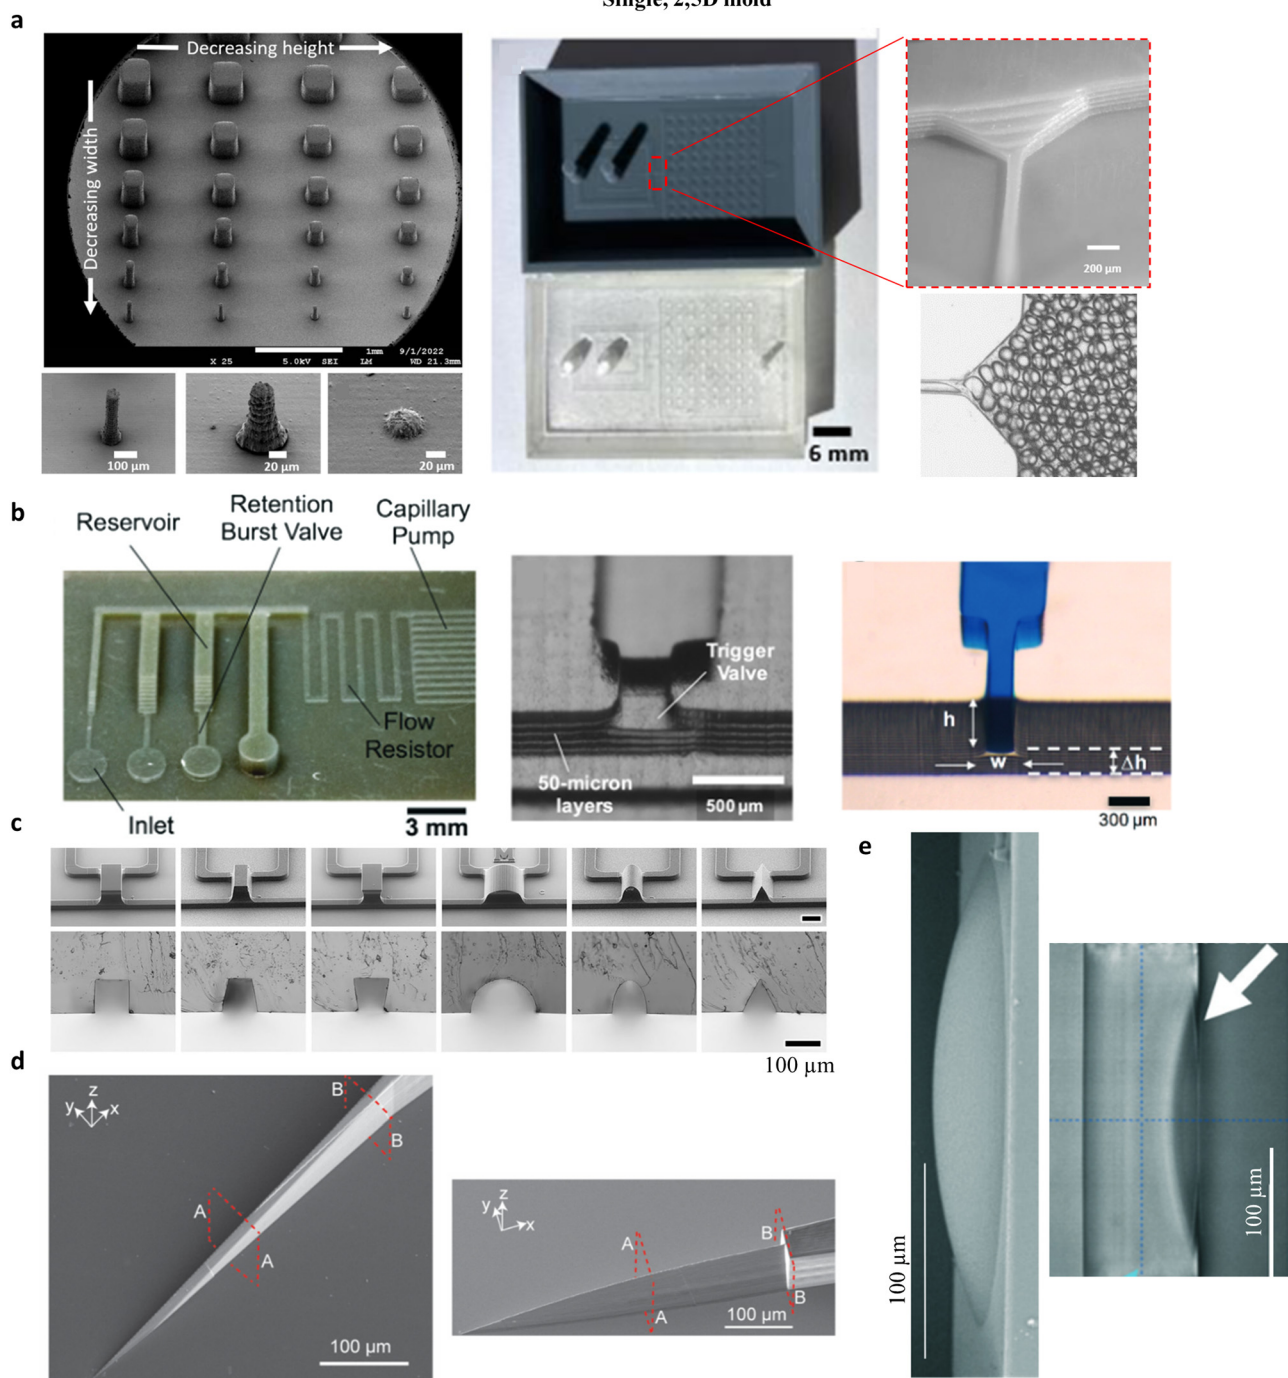 Single, 2,5D mold
a
Decreasing height
Decreasing width
1mm 9/1/2022
X 25 5.0kV SEI LM WD 21.3mm
100 µm
20 µm
20 µm
6 mm
200 µm
b
Reservoir
Retention
Burst Valve
Capillary
Pump
Flow
Resistor
Inlet
3 mm
Trigger
Valve
50-micron
layers
500 µm
h
w
Δh
300 µm
c
100 µm
d
y z x
B
B
A
A
100 µm
y z x
A
B
A
B
100 µm
e
100 µm
100 µm